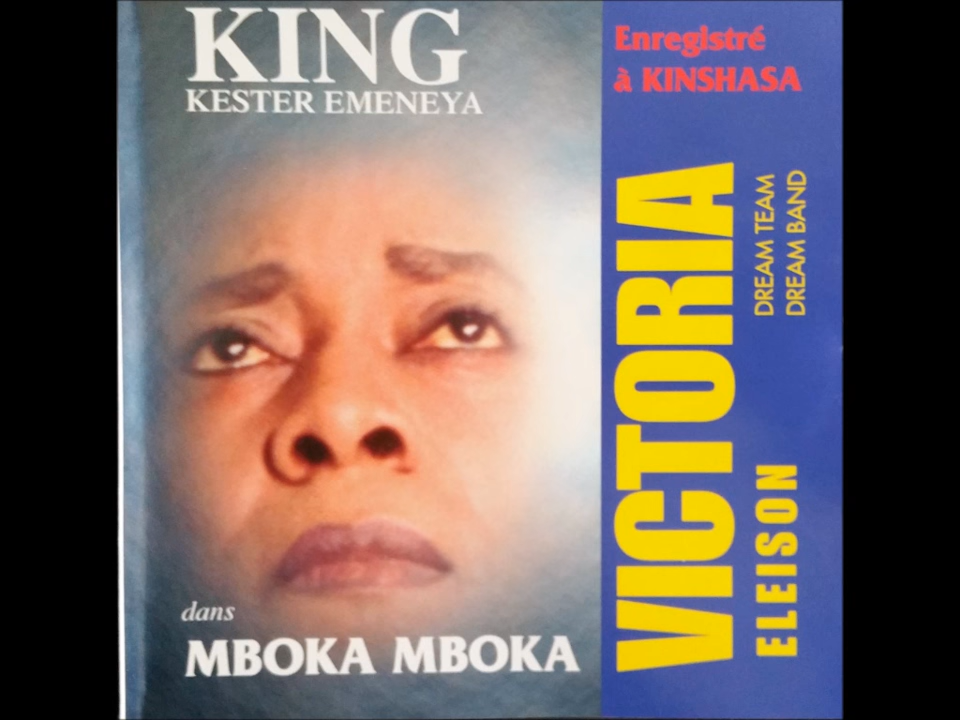 KING
KESTER EMENEYA
dans
MBOKA MBOKA
Enregistré
à KINSHASA
VICTORIA
ELEISON
DREAM TEAM
DREAM BAND